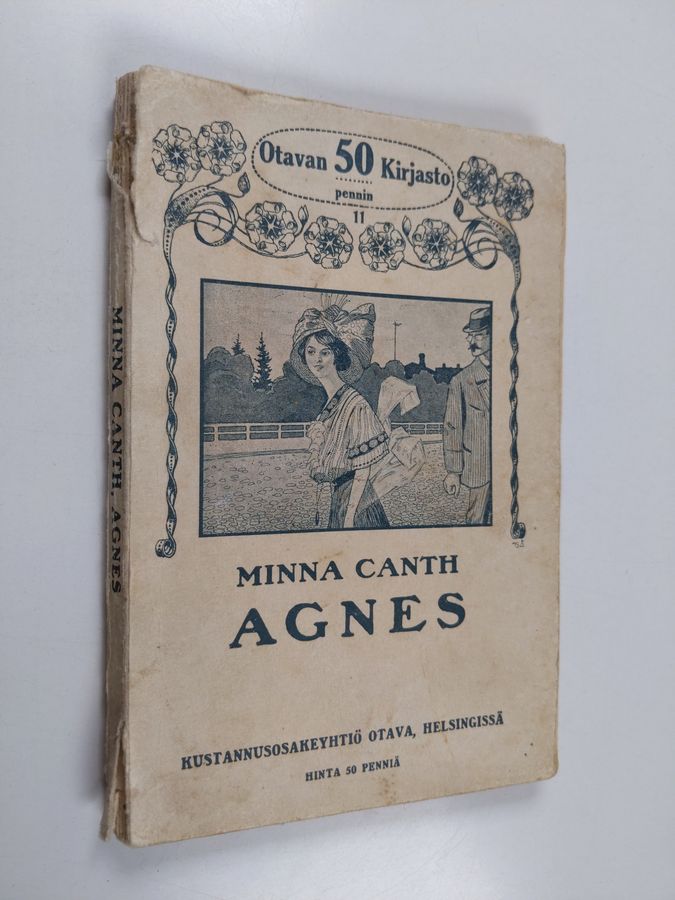 Otavan 50 Kirjasto
pennin
11
MINNA CANTH
AGNES
KUSTANNUSOSAKEYHTIÖ OTAVA, HELSINGISSÄ
HINTA 50 PENNIÄ
MINNA CANTH, AGNES